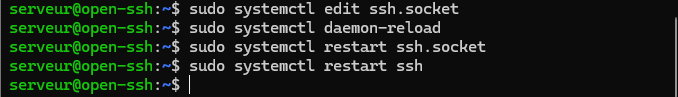 serveur@open-ssh:~$ sudo systemctl edit ssh.socket
serveur@open-ssh:~$ sudo systemctl daemon-reload
serveur@open-ssh:~$ sudo systemctl restart ssh.socket
serveur@open-ssh:~$ sudo systemctl restart ssh
serveur@open-ssh:~$